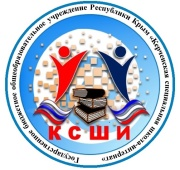 Государственное бюджетное общеобразовательное учреждение Республики Крым «Керченская специальная школа-интернат»
КСШИ